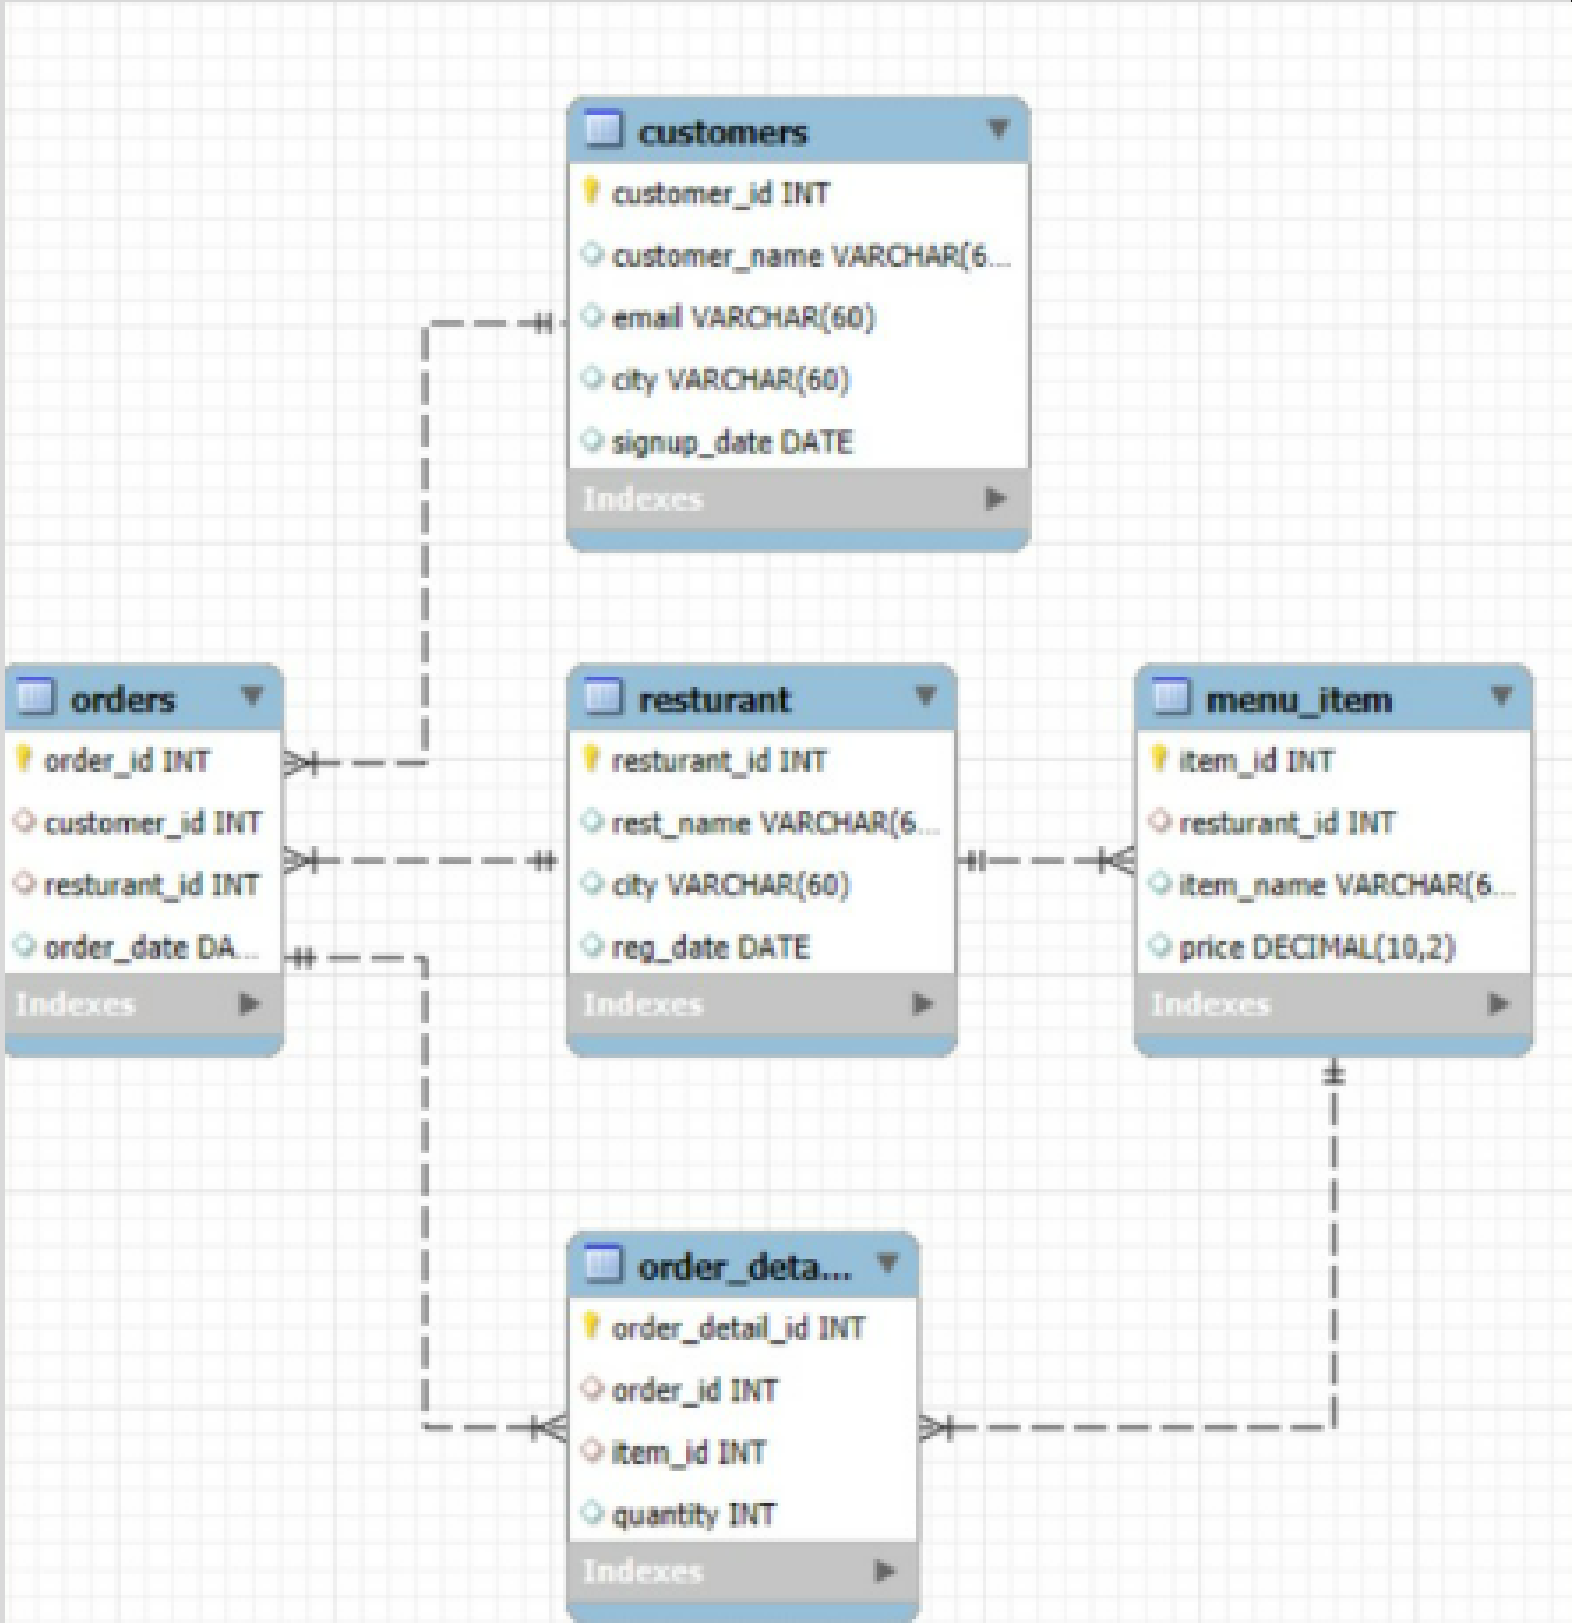 customers
customer_id INT
customer_name VARCHAR(6...
email VARCHAR(60)
city VARCHAR(60)
signup_date DATE
Indexes
orders
order_id INT
customer_id INT
resturant_id INT
order_date DA...
Indexes
resturant
resturant_id INT
rest_name VARCHAR(6...
city VARCHAR(60)
reg_date DATE
Indexes
menu_item
item_id INT
resturant_id INT
item_name VARCHAR(6...
price DECIMAL(10,2)
Indexes
order_deta...
order_detail_id INT
order_id INT
item_id INT
quantity INT
Indexes